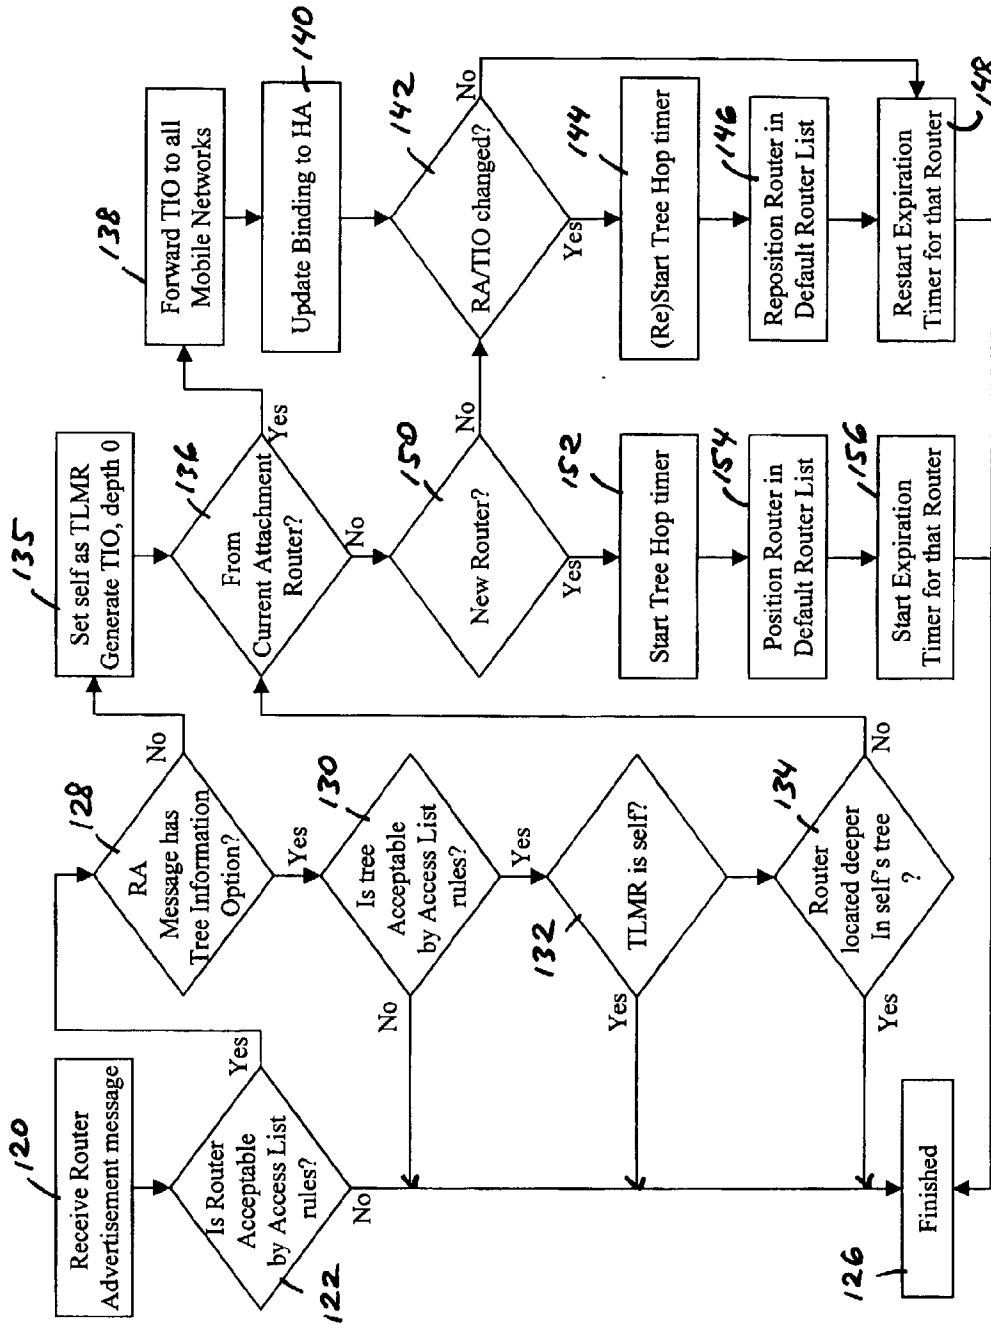 120
Receive Router
Advertisement message
Is Router
Acceptable
by Access List
rules?
122
Yes
No
Finished
126
128
RA
Message has
Tree Information
Option?
No
Yes
130
Is tree
Acceptable
by Access List
rules?
No
Yes
TLMR is self?
132
Yes
134
Router
located deeper
In self's tree
?
Yes
No
135
Set self as TLMR
Generate TIO, depth 0
136
From
Current Attachment
Router?
Yes
No
150
New Router?
No
Yes
152
Start Tree Hop timer
154
Position Router in
Default Router List
156
Start Expiration
Timer for that Router
138
Forward TIO to all
Mobile Networks
140
Update Binding to HA
142
RA/TIO changed?
No
Yes
144
(Re)Start Tree Hop timer
146
Reposition Router in
Default Router List
148
Restart Expiration
Timer for that Router